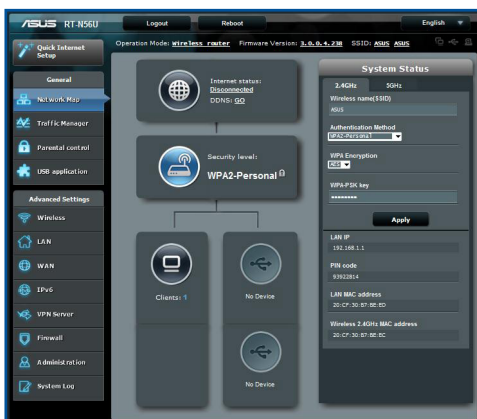 ASUS RT-N56U Logout Reboot English
Quick Internet Setup
General
Network Map
Traffic Manager
Parental control
USB application
Advanced Settings
Wireless
LAN
WAN
IPv6
VPN Server
Firewall
Administration
System Log
Operation Mode: Wireless router Firmware Version: 3.0.0.4.238 SSID: ASUS ASUS
Internet status:
Disconnected
DDNS: GO
Security level:
WPA2-Personal
Clients: 1
No Device
No Device
System Status
2.4GHz 5GHz
Wireless name(SSID)
ASUS
Authentication Method
WPA2-Personal
WPA Encryption
AES
WPA-PSK key
••••••••
Apply
LAN IP
192.168.1.1
PIN code
93922814
LAN MAC address
20:CF:30:B7:BE:ED
Wireless 2.4GHz MAC address
20:CF:30:B7:BE:EC